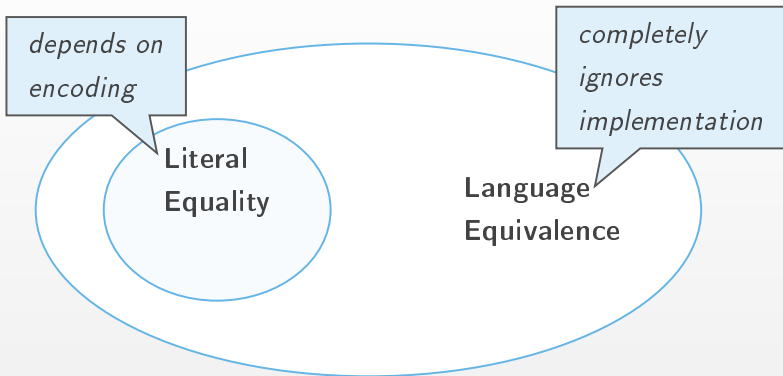 depends on
encoding
completely
ignores
implementation
Literal
Equality
Language
Equivalence